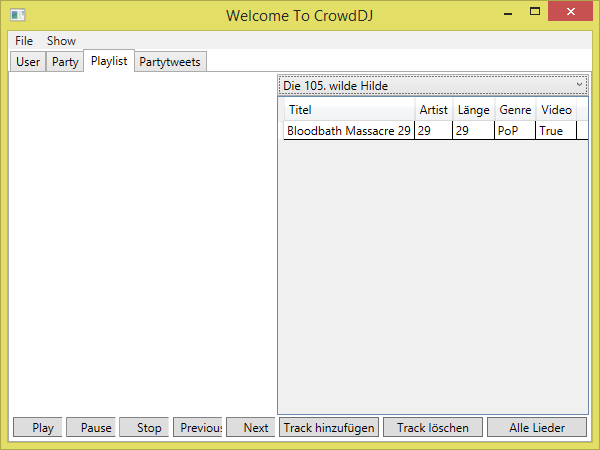 Welcome To CrowdDJ
File Show
User Party Playlist Partytweets
Die 105. wilde Hilde
Titel Artist Länge Genre Video
Bloodbath Massacre 29 29 29 PoP True
Play Pause Stop Previous Next Track hinzufügen Track löschen Alle Lieder